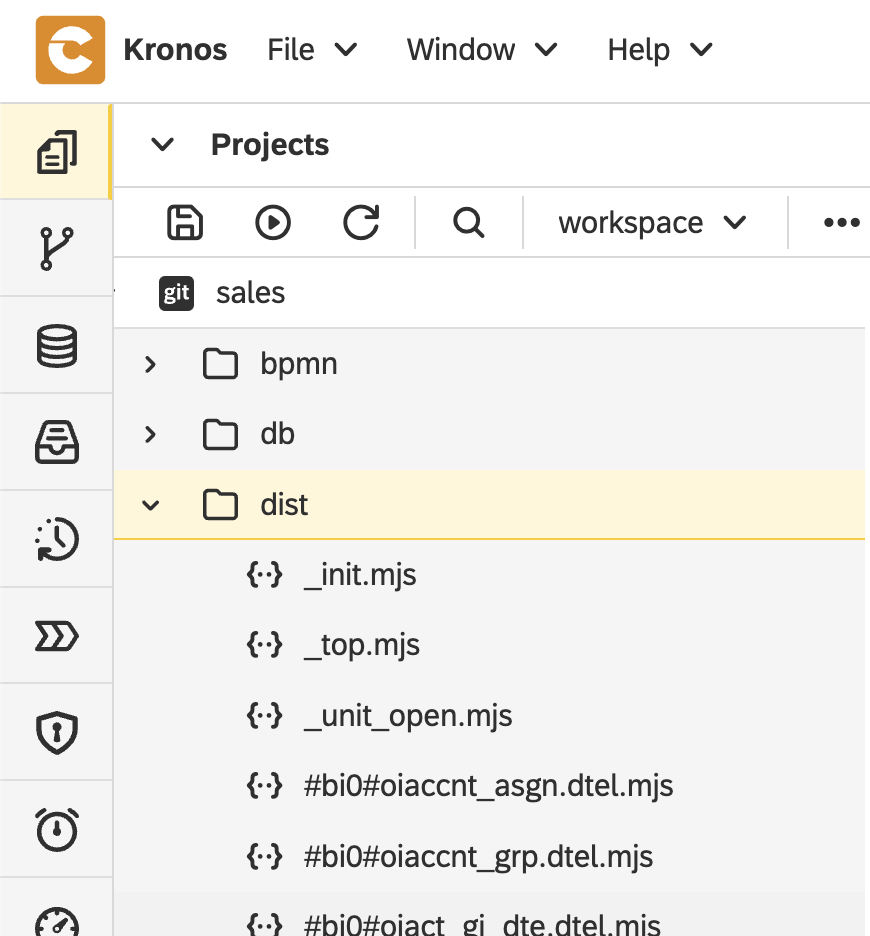 Kronos File Window Help
Projects
workspace
git sales
bpmn
db
dist
_init.mjs
_top.mjs
_unit_open.mjs
#bi0#oiaccnt_asgn.dtel.mjs
#bi0#oiaccnt_grp.dtel.mjs
#bi0#oiact_gi_dte.dtel.mjs